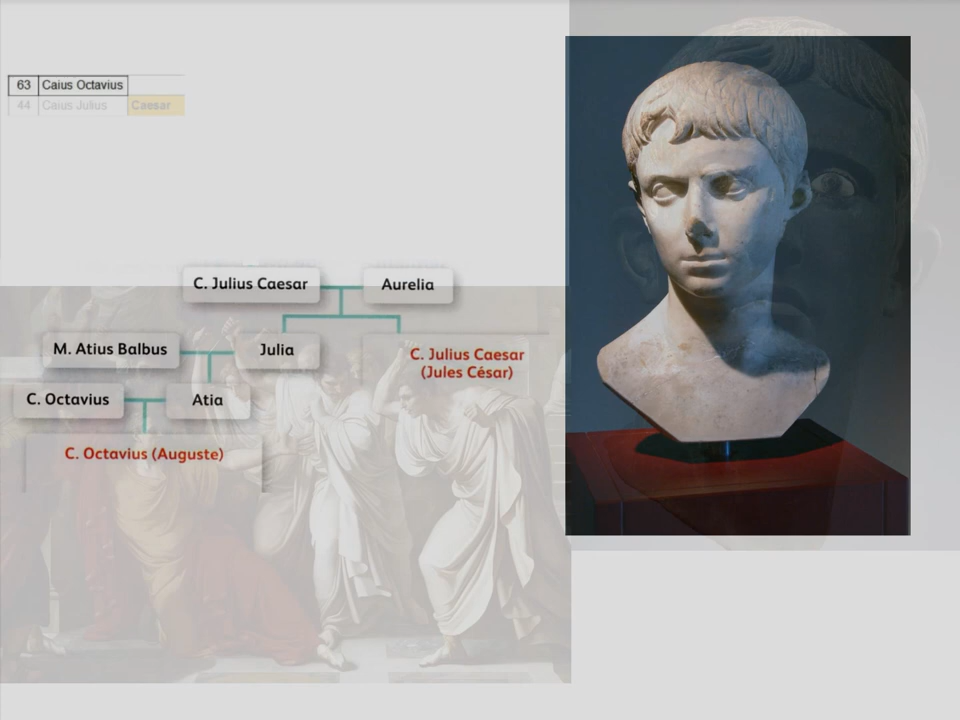 63 Caius Octavius
44 Caius Julius Caesar
C. Julius Caesar Aurelia
M. Atius Balbus Julia
C. Julius Caesar
(Jules César)
C. Octavius Atia
C. Octavius (Auguste)